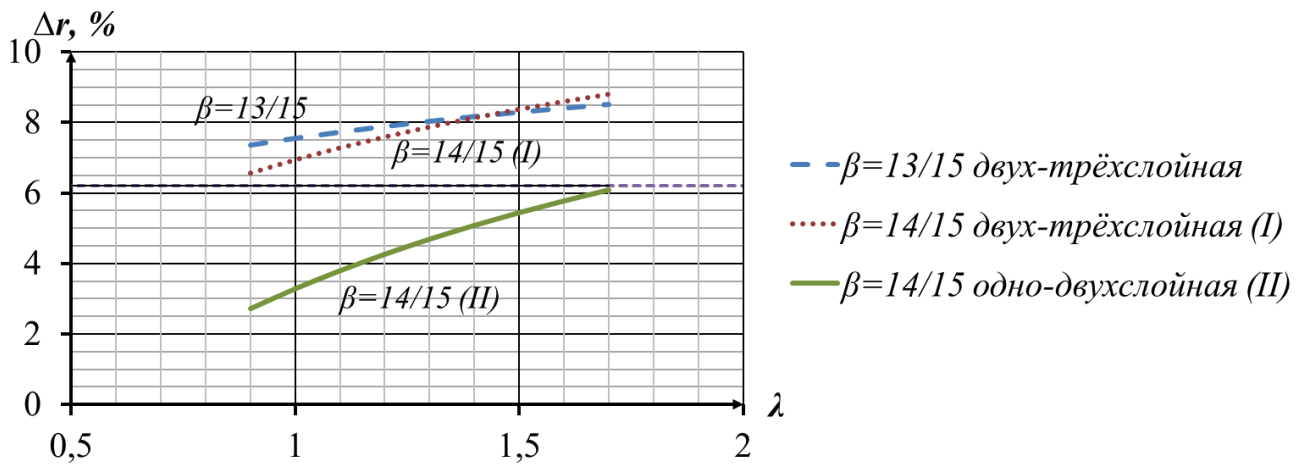 Δr, %
10
8
6
4
2
0
0,5
1
1,5
2
λ
β=13/15
β=14/15 (I)
β=14/15 (II)
β=13/15 двух-трёхслойная
β=14/15 двух-трёхслойная (I)
β=14/15 одно-двухслойная (II)